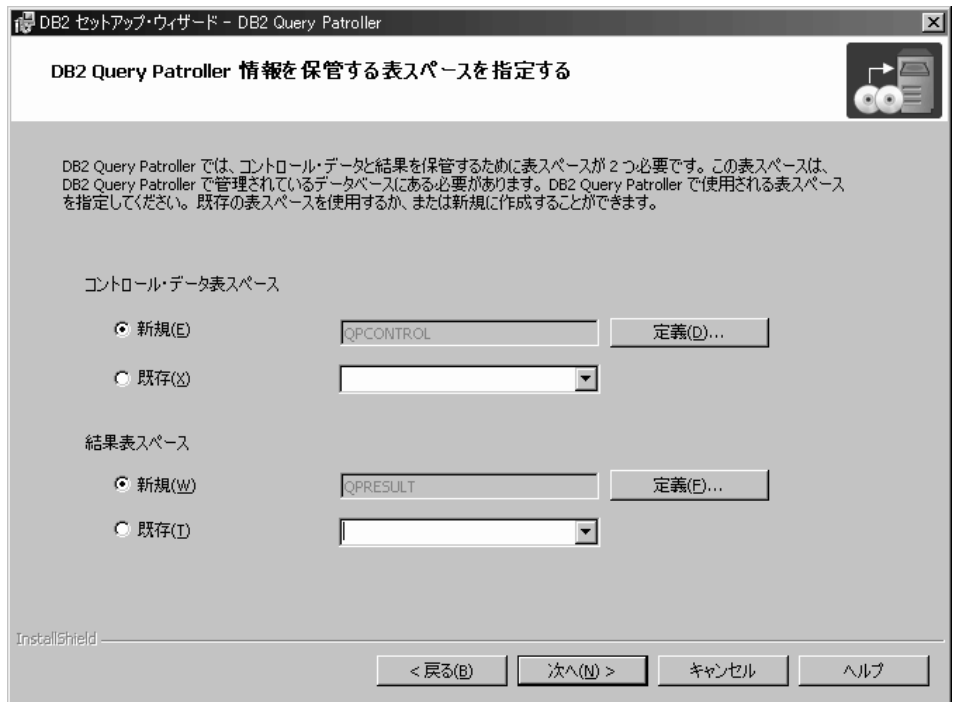 DB2 セットアップ・ウィザード - DB2 Query Patroller
DB2 Query Patroller 情報を保管する表スペースを指定する
DB2 Query Patroller では、コントロール・データと結果を保管するために表スペースが 2 つ必要です。この表スペースは、
DB2 Query Patroller で管理されているデータベースにある必要があります。DB2 Query Patroller で使用される表スペース
を指定してください。既存の表スペースを使用するか、または新規に作成することができます。
コントロール・データ表スペース
新規(E) QPCONTROL 定義(D)...
既存(X)
結果表スペース
新規(W) QPRESULT 定義(F)...
既存(T)
InstallShield
< 戻る(B) 次へ(N) > キャンセル ヘルプ